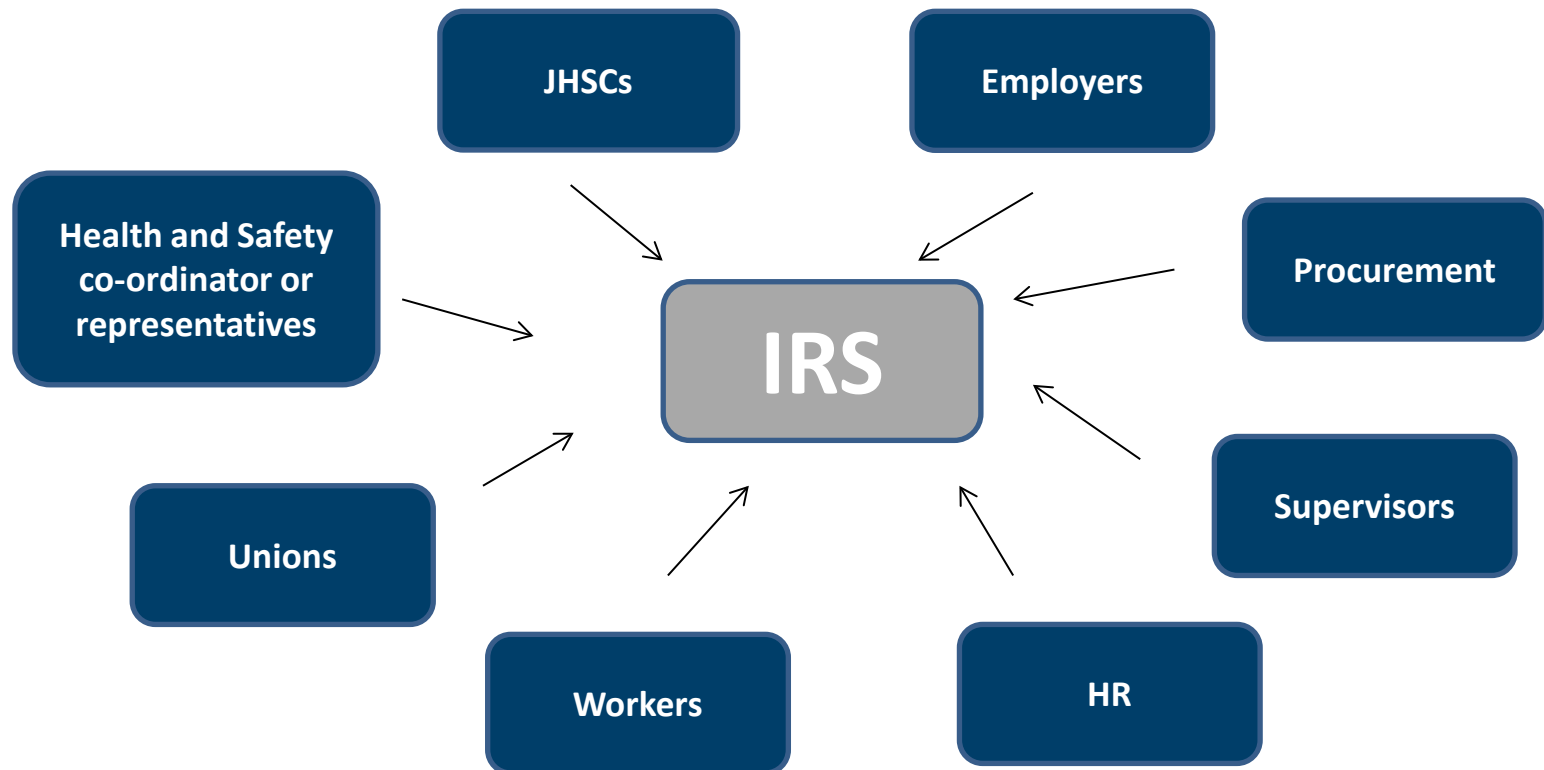 JHSCs
Employers
Health and Safety
co-ordinator or
representatives
Procurement
IRS
Supervisors
Unions
Workers
HR